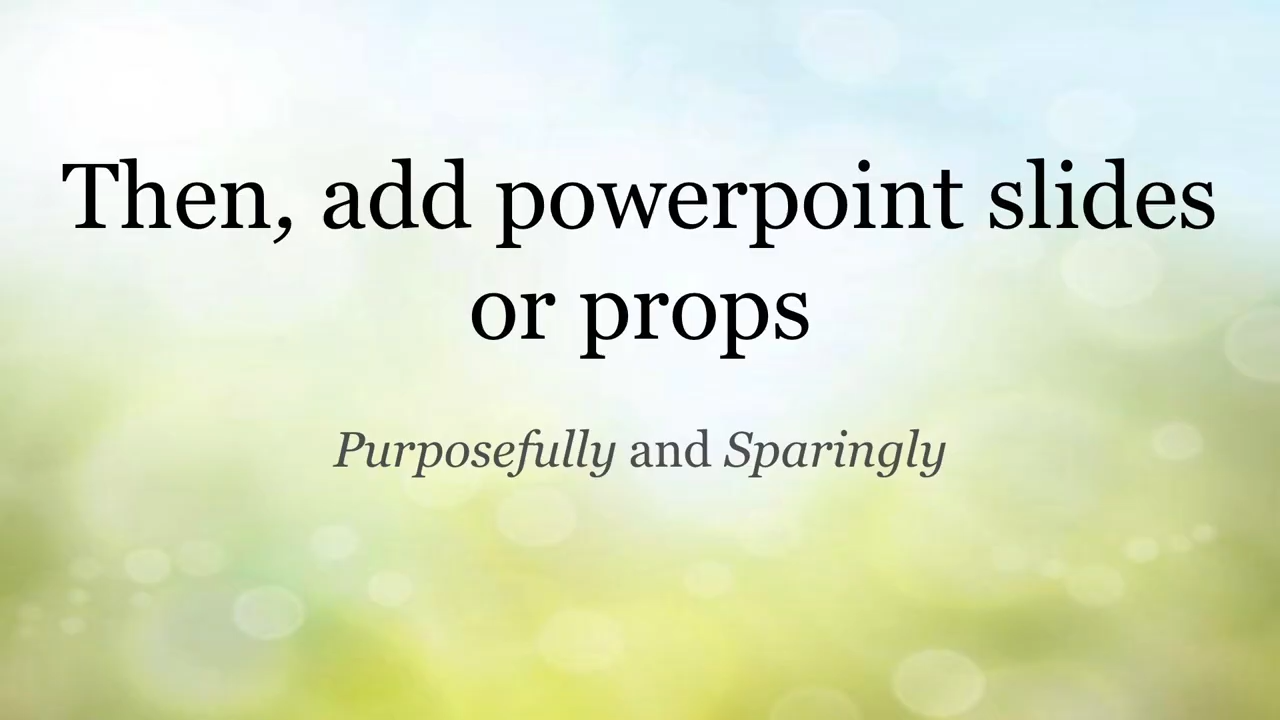 Then, add powerpoint slides
or props
Purposefully and Sparingly